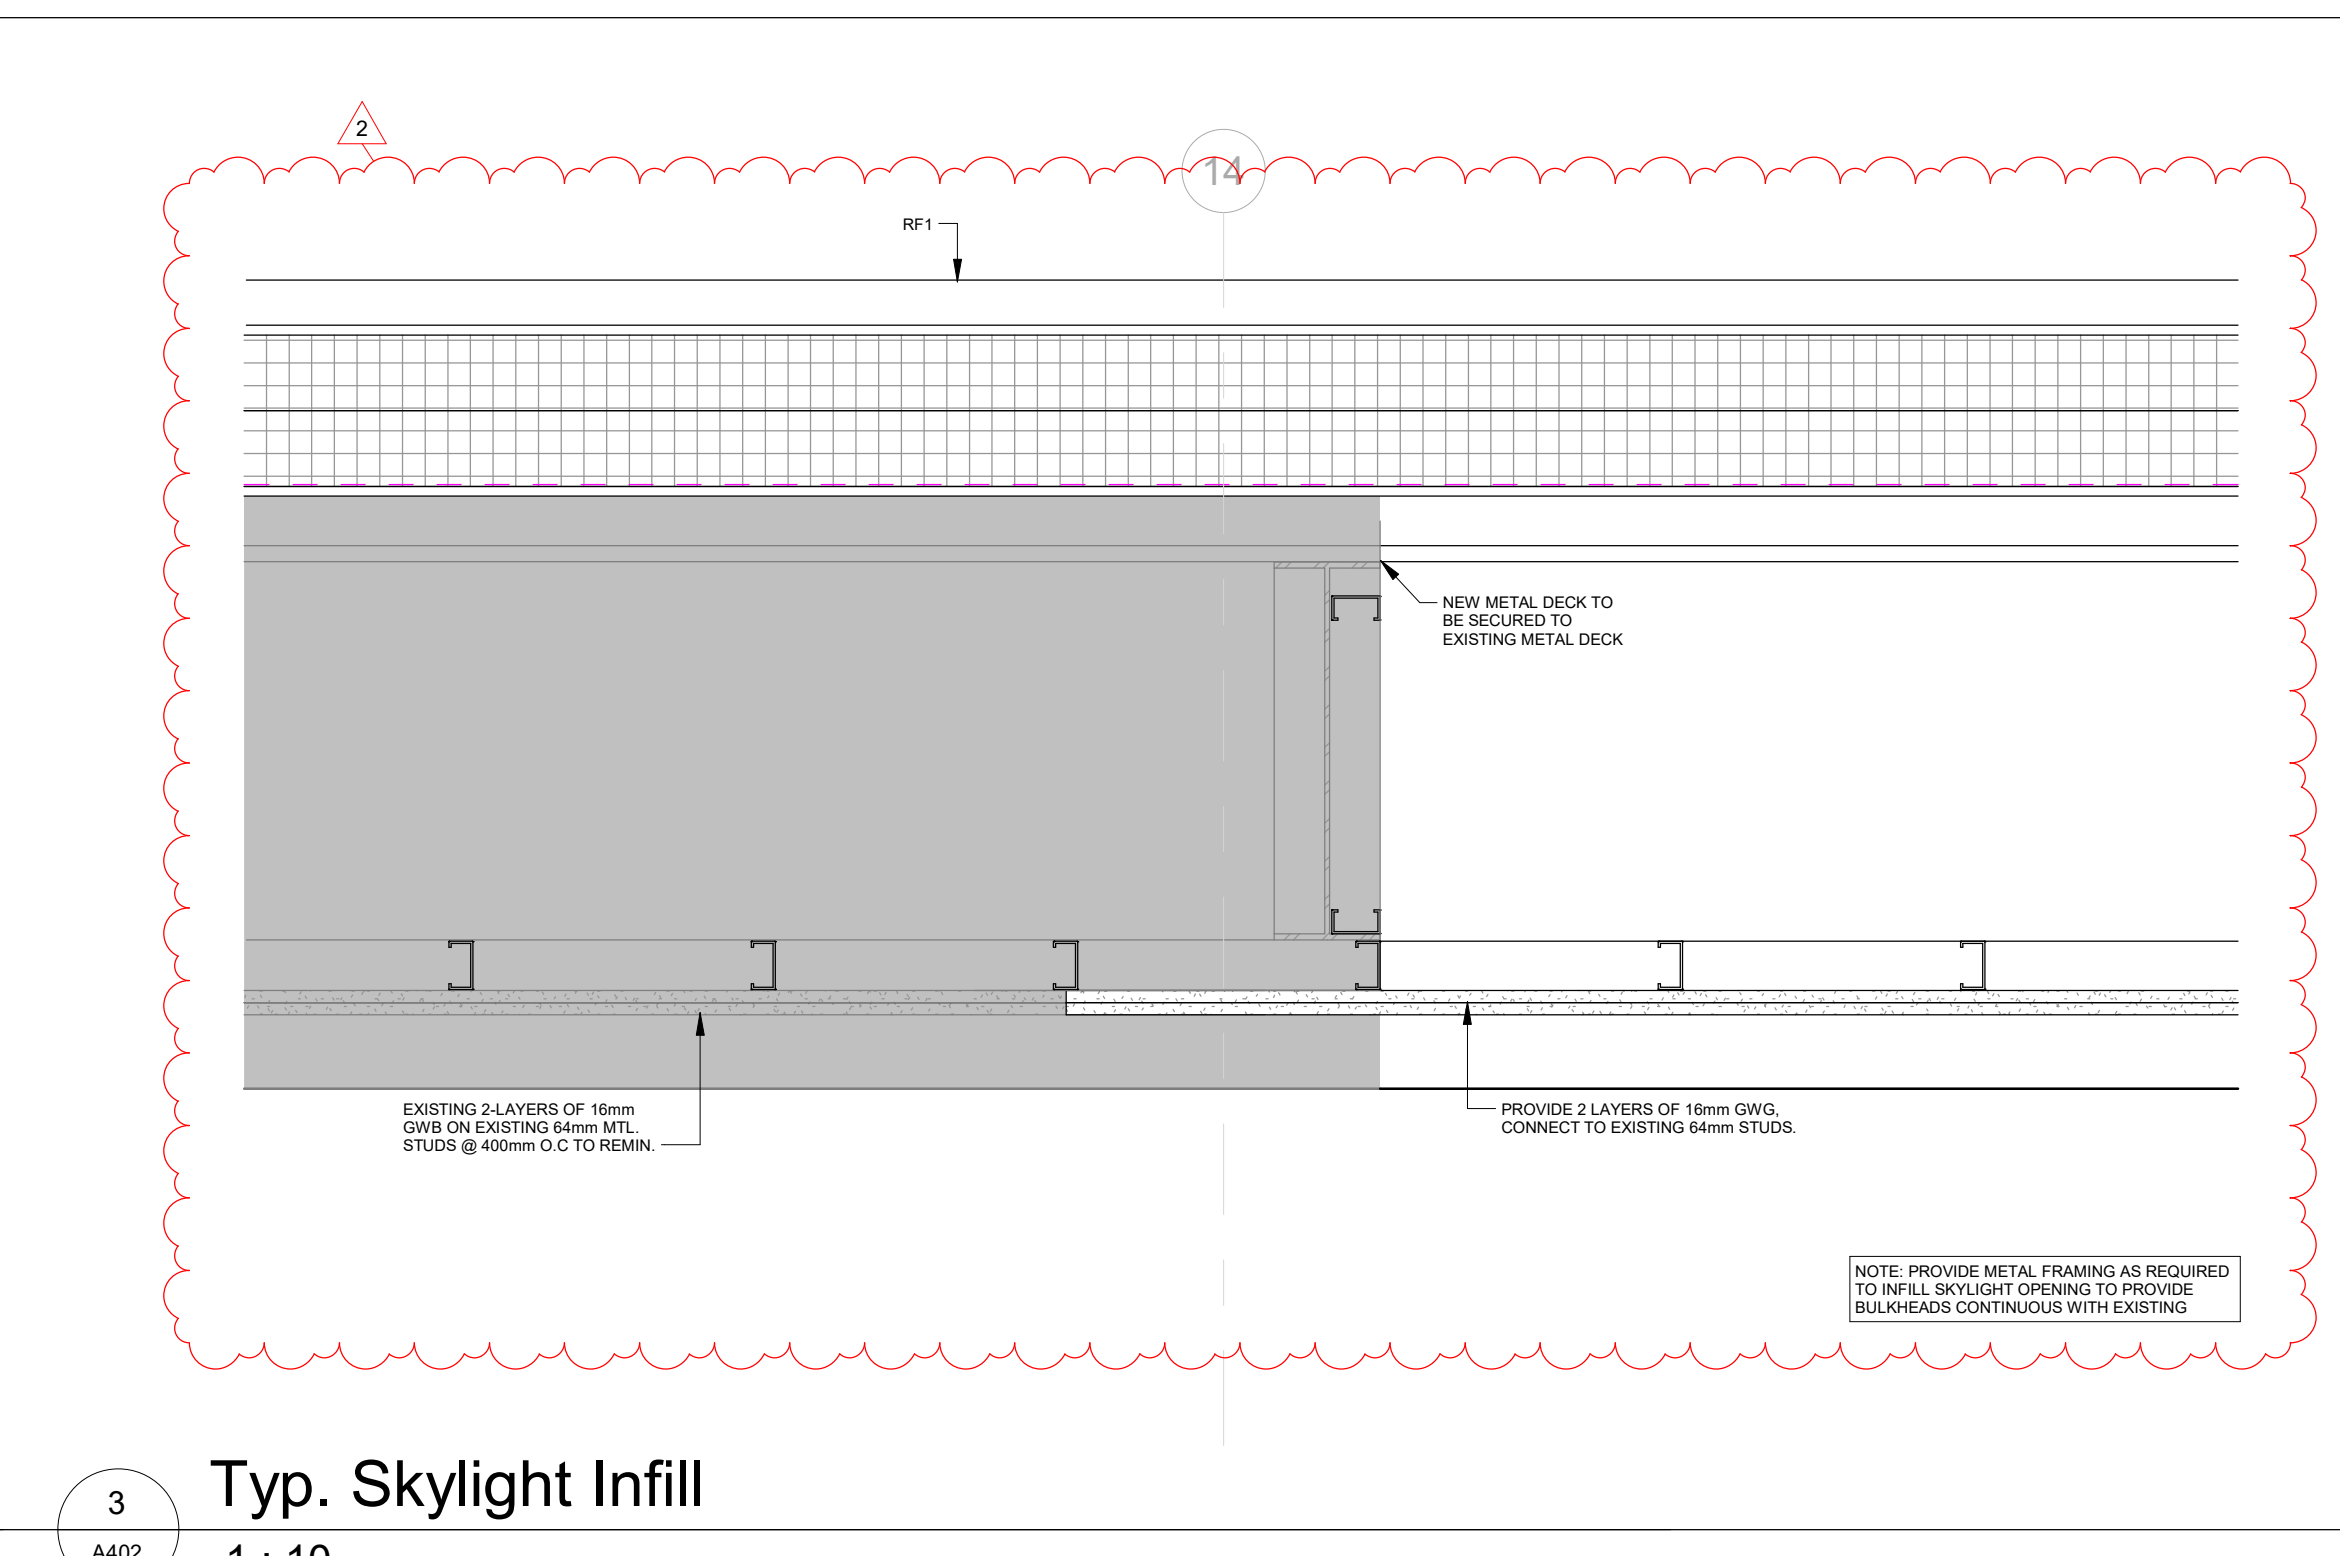 2
14
RF1
NEW METAL DECK TO
BE SECURED TO
EXISTING METAL DECK
EXISTING 2-LAYERS OF 16mm
GWB ON EXISTING 64mm MTL.
STUDS @ 400mm O.C TO REMIN.
PROVIDE 2 LAYERS OF 16mm GWG,
CONNECT TO EXISTING 64mm STUDS.
NOTE: PROVIDE METAL FRAMING AS REQUIRED
TO INFILL SKYLIGHT OPENING TO PROVIDE
BULKHEADS CONTINUOUS WITH EXISTING
3
Typ. Skylight Infill
A402
1 : 10